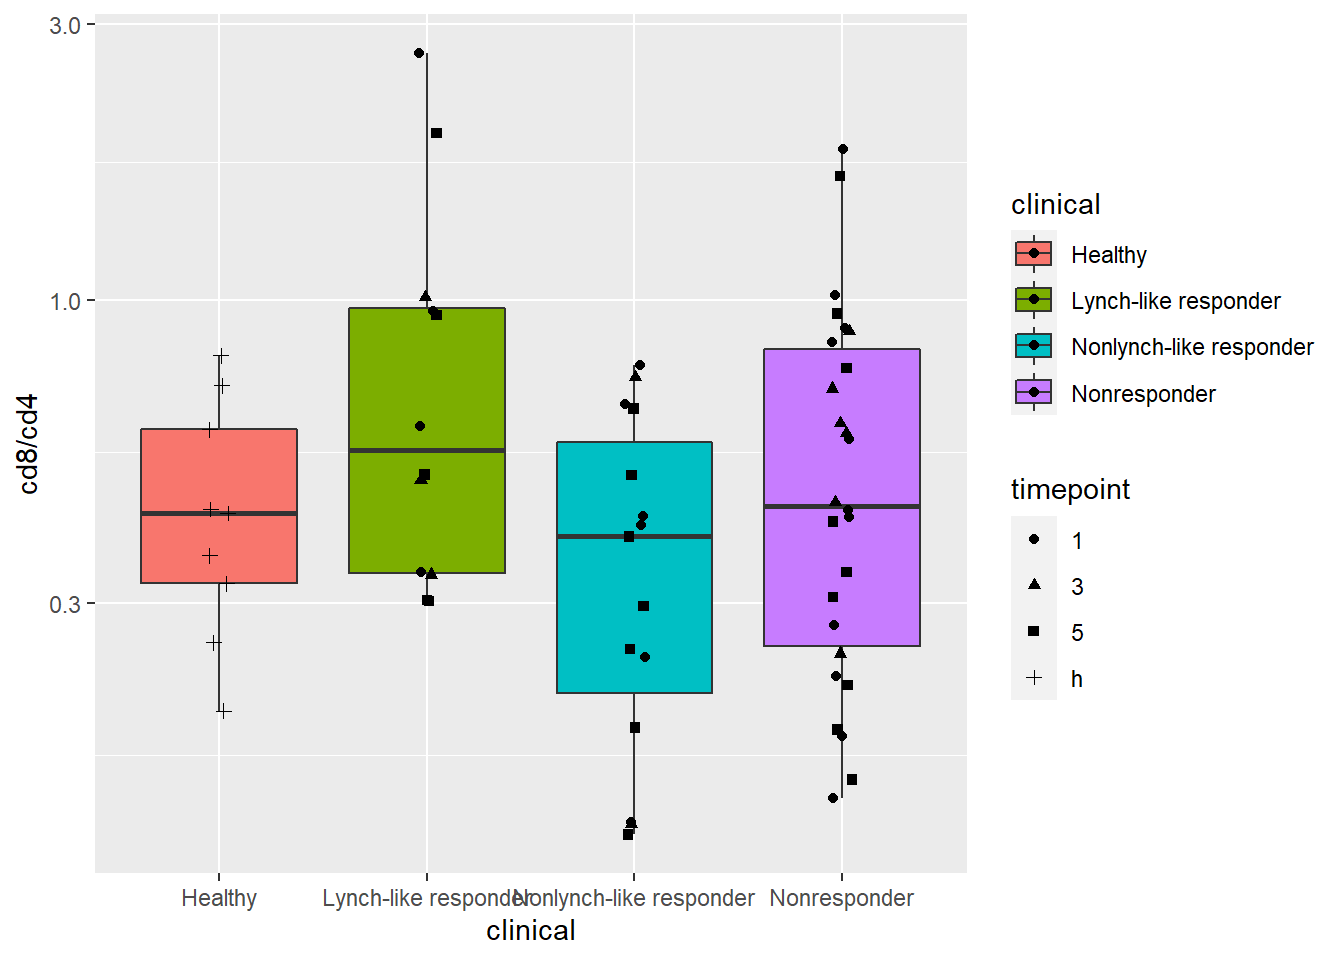 cd8/cd4
3.0
1.0
0.3
Healthy
Lynch-like responder
Nonlynch-like responder
Nonresponder
clinical
clinical
Healthy
Lynch-like responder
Nonlynch-like responder
Nonresponder
timepoint
1
3
5
h